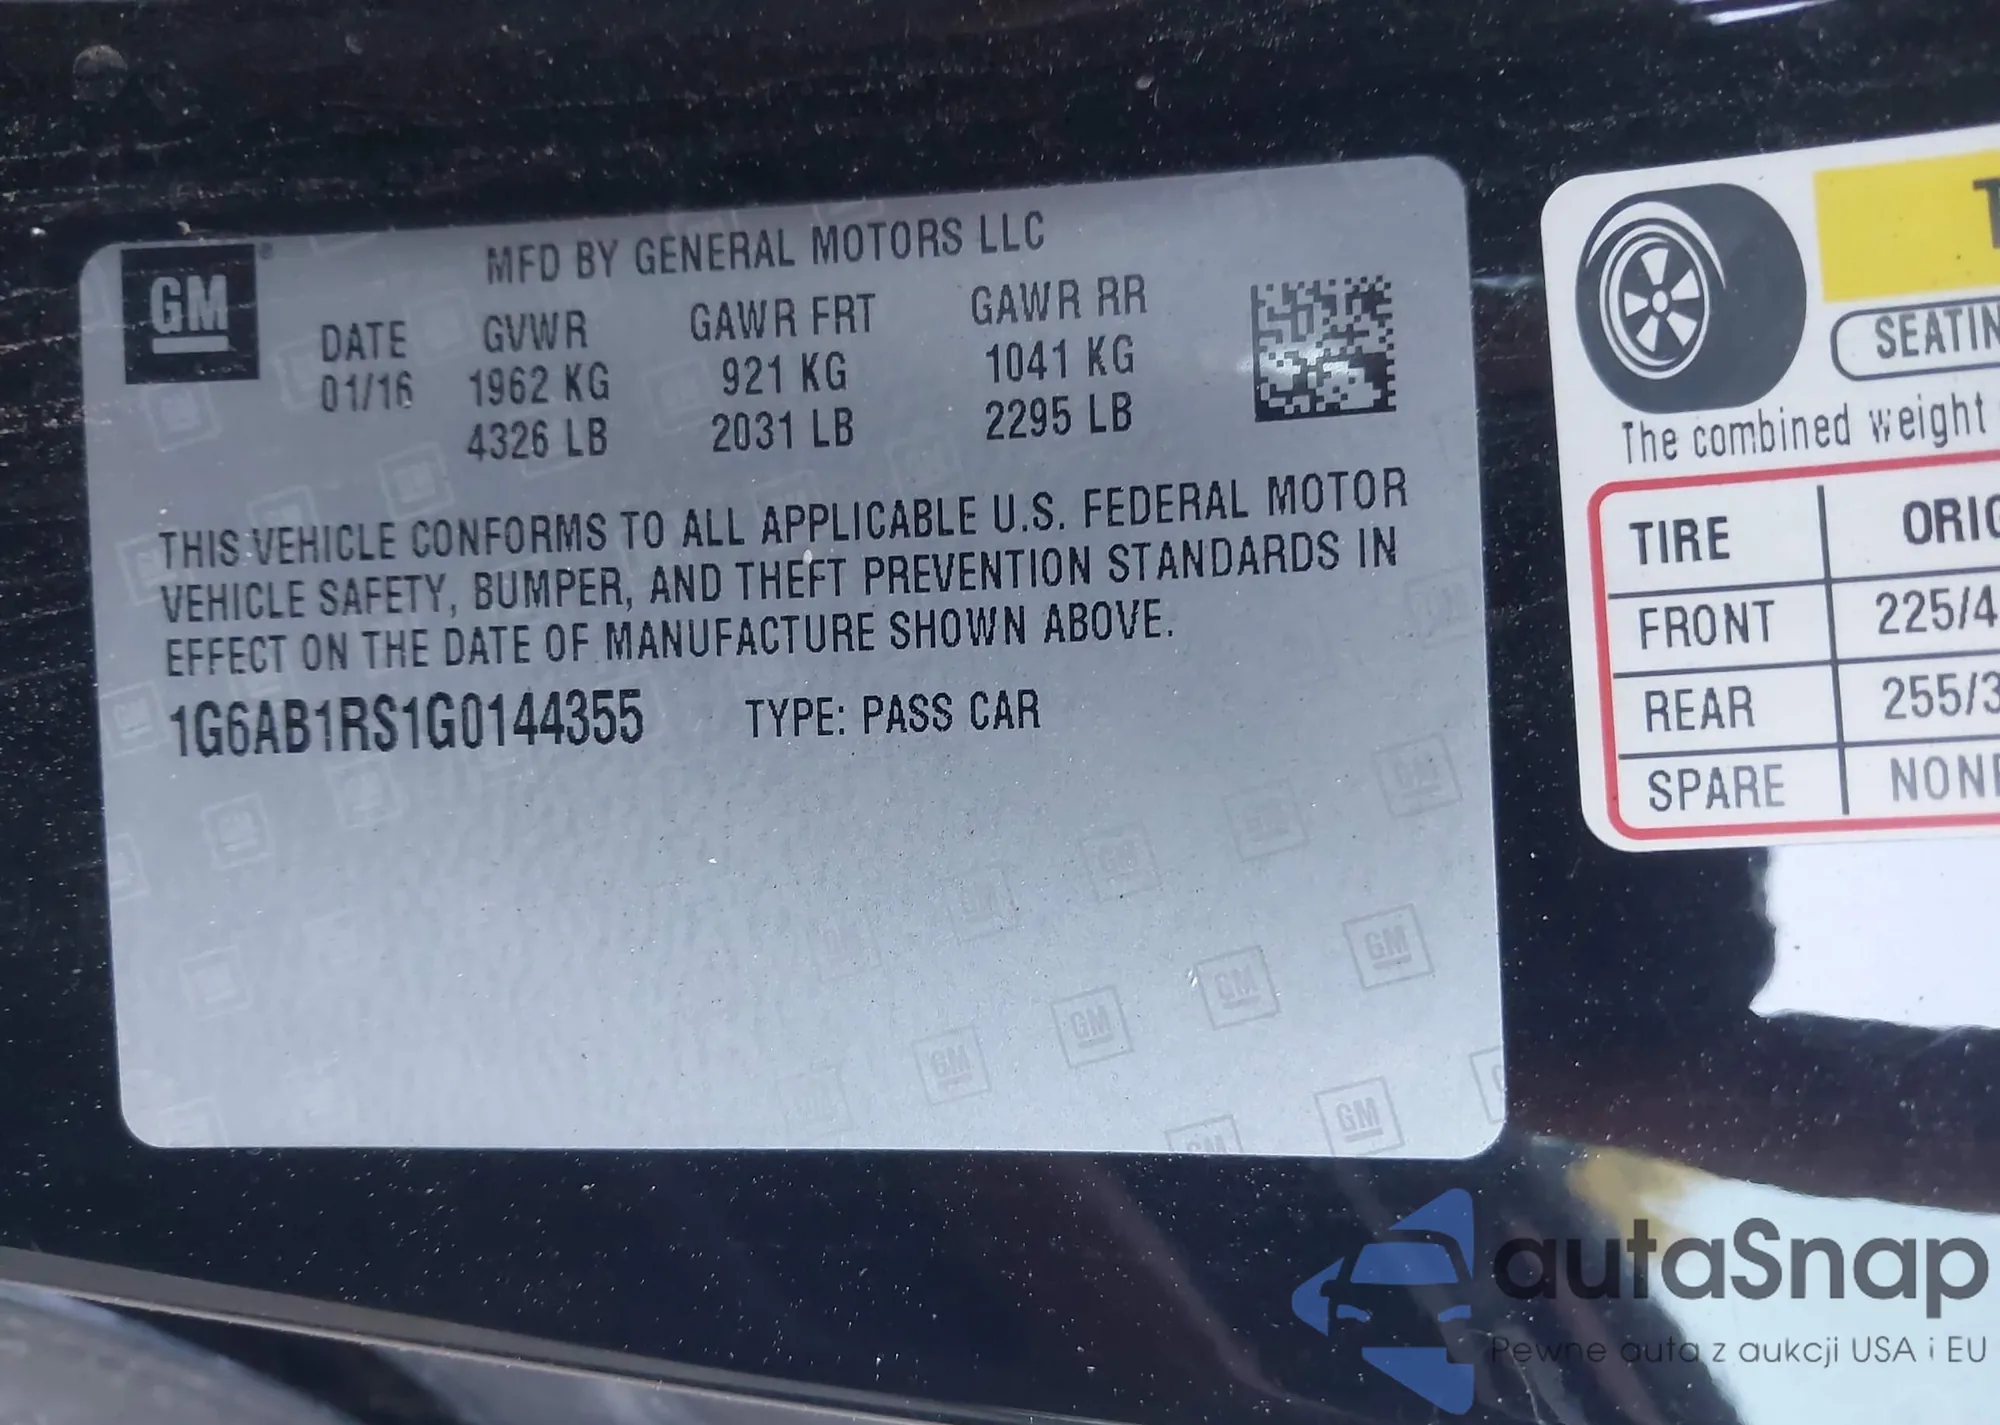 GM
MFD BY GENERAL MOTORS LLC
DATE GVWR GAWR FRT GAWR RR
01/16 1962 KG 921 KG 1041 KG
4326 LB 2031 LB 2295 LB
THIS VEHICLE CONFORMS TO ALL APPLICABLE U.S. FEDERAL MOTOR
VEHICLE SAFETY, BUMPER, AND THEFT PREVENTION STANDARDS IN
EFFECT ON THE DATE OF MANUFACTURE SHOWN ABOVE.
1G6AB1RS1G0144355 TYPE: PASS CAR
The combined weight
TIRE
FRONT 225/4
REAR 255/3
SPARE
autaSnap
Pewne auta z aukcji USA i EU